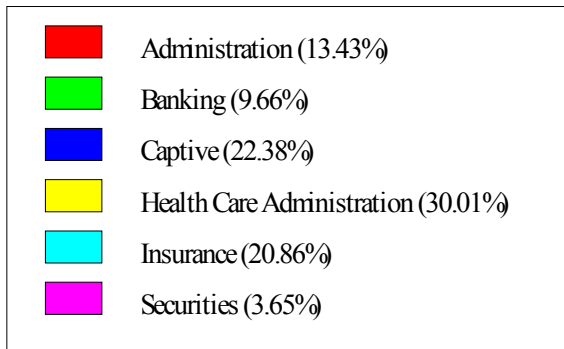 Administration (13.43%)
Banking (9.66%)
Captive (22.38%)
Health Care Administration (30.01%)
Insurance (20.86%)
Securities (3.65%)